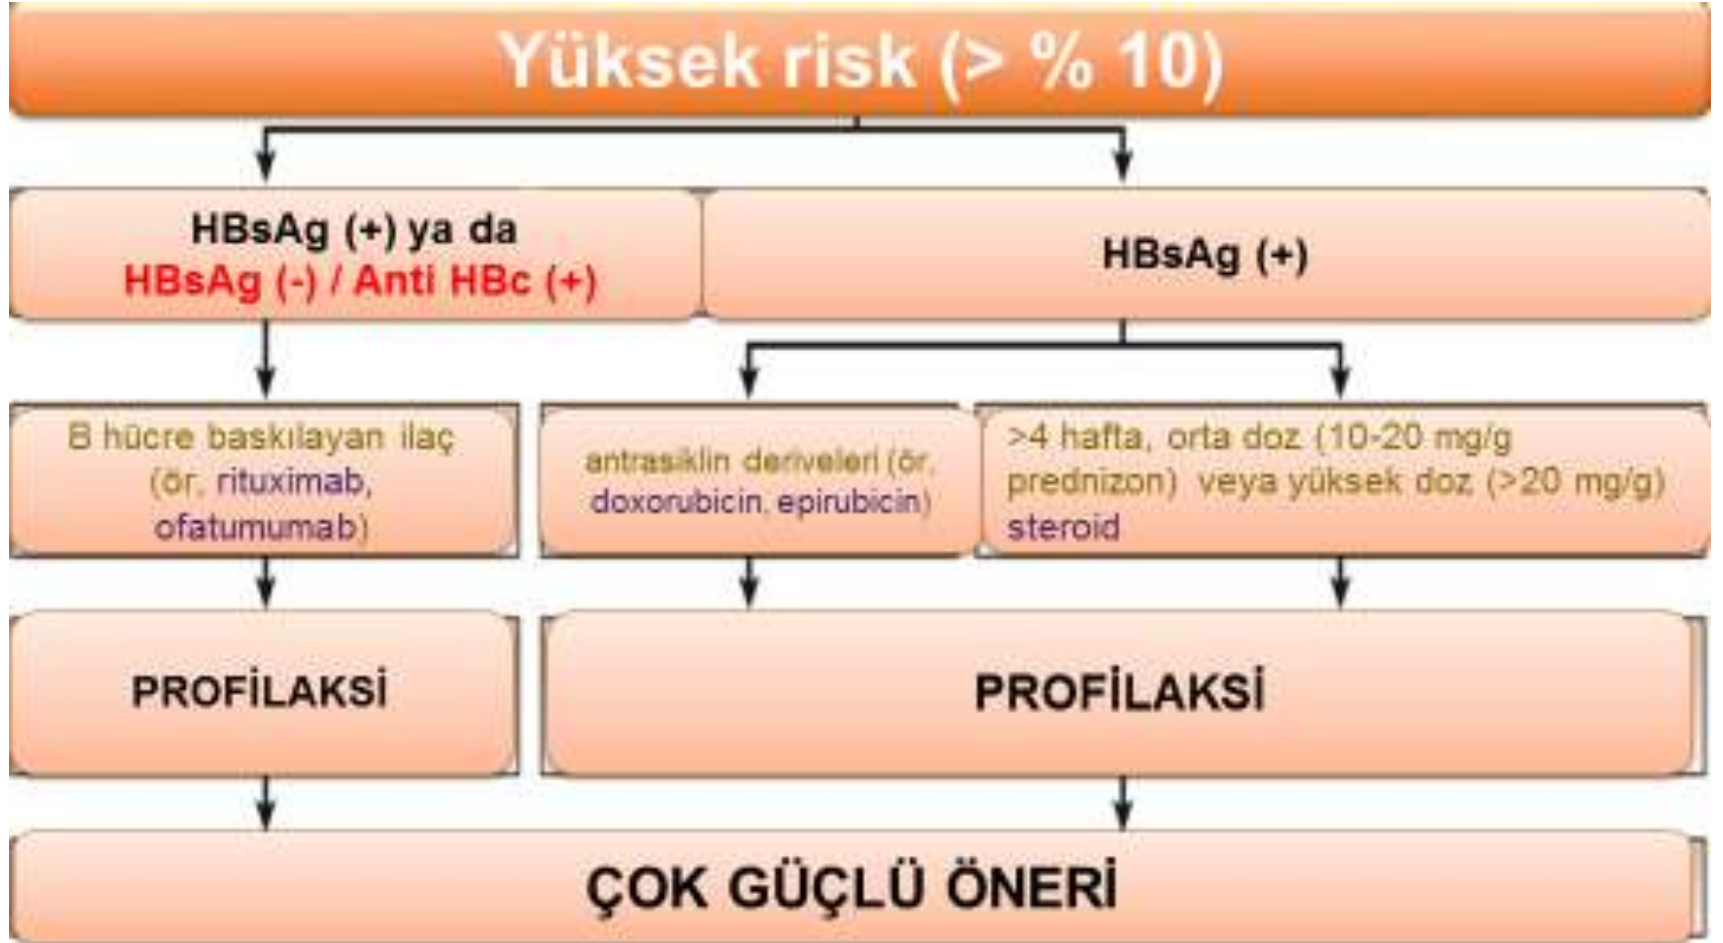 Yüksek risk (> % 10)
HBsAg (+) ya da
HBsAg (-) / Anti HBc (+)
HBsAg (+)
B hücre baskılayan ilaç
(ör, rituximab,
ofatumumab)
antrasiklin deriveleri (ör,
doxorubicin, epirubicin)
>4 hafta, orta doz (10-20 mg/g
prednizon) veya yüksek doz (>20 mg/g)
steroid
PROFİLAKSİ
PROFİLAKSİ
ÇOK GÜÇLÜ ÖNERİ